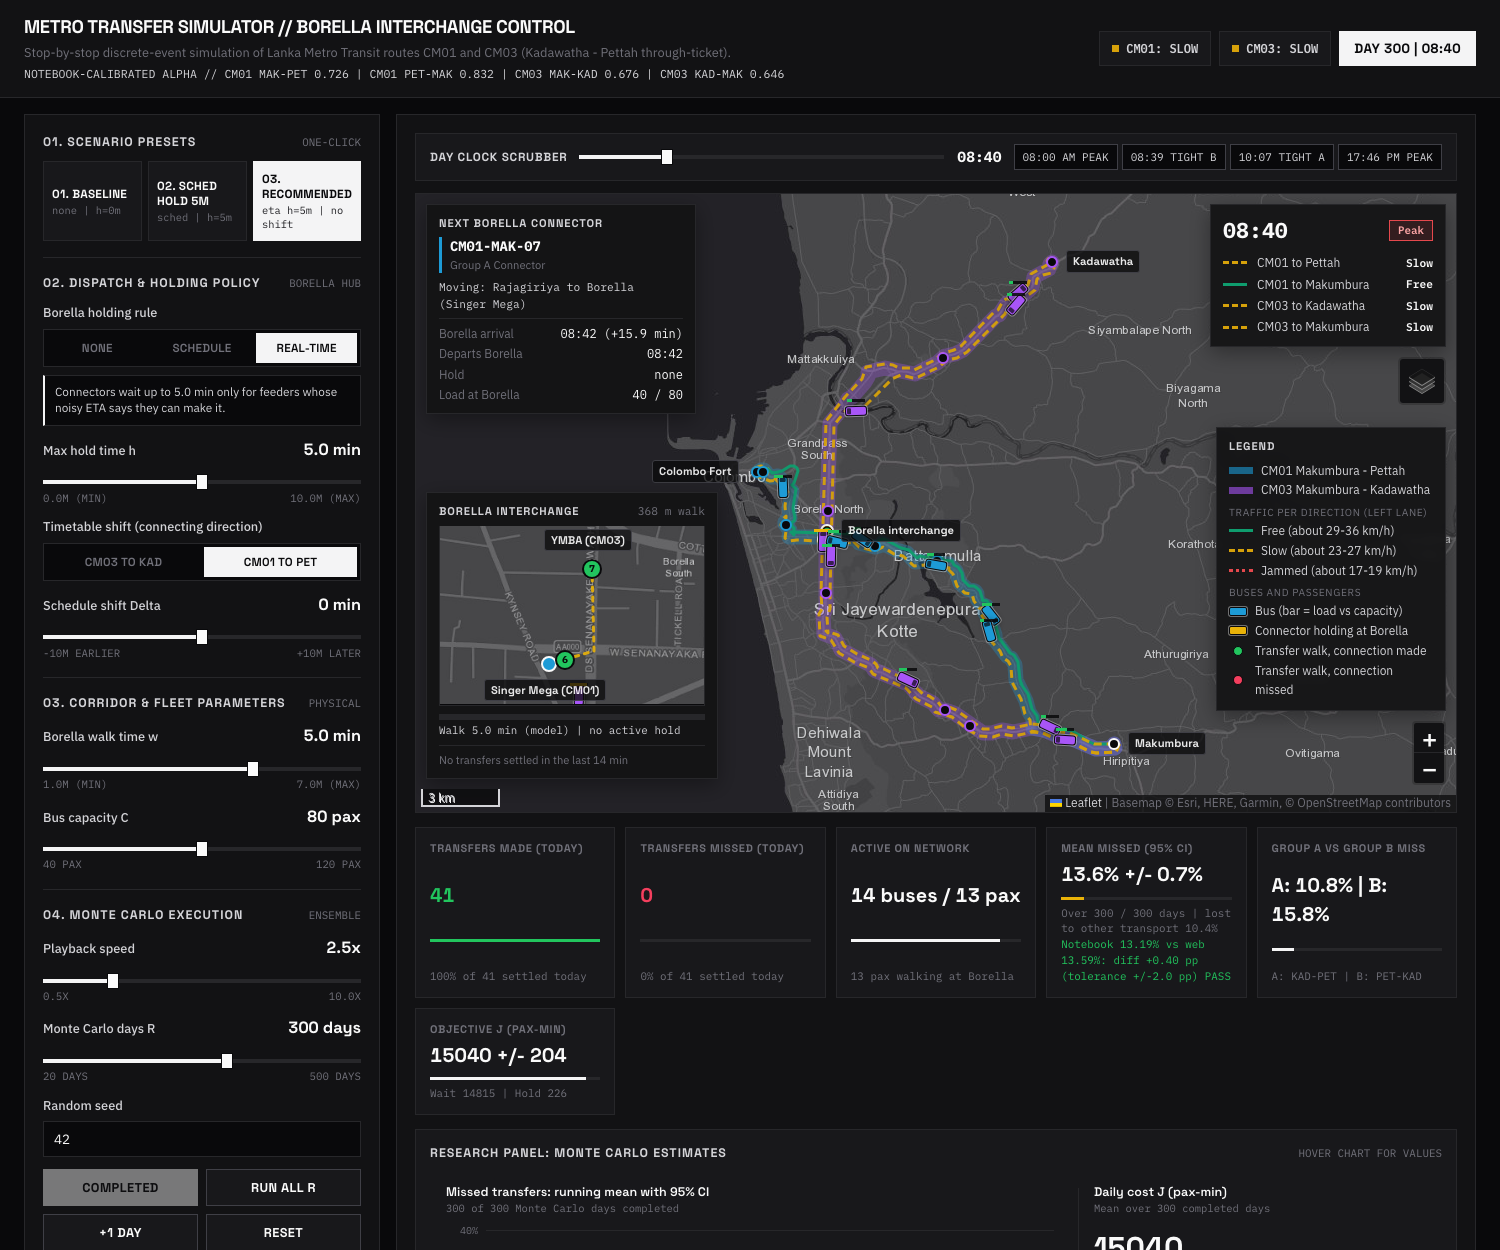 METRO TRANSFER SIMULATOR // BORELLA INTERCHANGE CONTROL
Stop-by-stop discrete-event simulation of Lanka Metro Transit routes CM01 and CM03 (Kadawatha - Pettah through-ticket).
NOTEBOOK-CALIBRATED ALPHA // CM01 MAK-PET 0.726 | CM01 PET-MAK 0.832 | CM03 MAK-KAD 0.676 | CM03 KAD-MAK 0.646
CM01: SLOW
CM03: SLOW
DAY 300 | 08:40
01. SCENARIO PRESETS
ONE-CLICK
01. BASELINE
none | h=0m
02. SCHED
HOLD 5M
sched | h=5m
03.
RECOMMENDED
eta h=5m | no
shift
02. DISPATCH & HOLDING POLICY
BORELLA HUB
Borella holding rule
NONE
SCHEDULE
REAL-TIME
Connectors wait up to 5.0 min only for feeders whose
noisy ETA says they can make it.
Max hold time h
5.0 min
0.0M (MIN)
10.0M (MAX)
Timetable shift (connecting direction)
CM03 TO KAD
CM01 TO PET
Schedule shift Delta
0 min
-10M EARLIER
+10M LATER
03. CORRIDOR & FLEET PARAMETERS
PHYSICAL
Borella walk time w
5.0 min
1.0M (MIN)
7.0M (MAX)
Bus capacity C
80 pax
40 PAX
120 PAX
04. MONTE CARLO EXECUTION
ENSEMBLE
Playback speed
2.5x
0.5X
10.0X
Monte Carlo days R
300 days
20 DAYS
500 DAYS
Random seed
42
COMPLETED
RUN ALL R
+1 DAY
RESET
DAY CLOCK SCRUBBER
08:40
08:00 AM PEAK
08:39 TIGHT B
10:07 TIGHT A
17:46 PM PEAK
NEXT BORELLA CONNECTOR
CM01-MAK-07
Group A Connector
Moving: Rajagiriya to Borella
(Singer Mega)
Borella arrival
08:42 (+15.9 min)
Departs Borella
08:42
Hold
none
Load at Borella
40 / 80
Kadawatha
Siyambalape North
Mattakkuliya
Biyagama
North
Grandpass
South
Colombo Fort
Borella North
Borella interchange
Battaramulla
Sri Jayewardenepura
Kotte
Athurugiriya
Dehiwala
Mount
Lavinia
Attidiya
South
Makumbura
Hiripitiya
Ovitigama
08:40
Peak
CM01 to Pettah
Slow
CM01 to Makumbura
Free
CM03 to Kadawatha
Slow
CM03 to Makumbura
Slow
LEGEND
CM01 Makumbura - Pettah
CM03 Makumbura - Kadawatha
TRAFFIC PER DIRECTION (LEFT LANE)
Free (about 29-36 km/h)
Slow (about 23-27 km/h)
Jammed (about 17-19 km/h)
BUSES AND PASSENGERS
Bus (bar = load vs capacity)
Connector holding at Borella
Transfer walk, connection made
Transfer walk, connection
missed
+
−
BORELLA INTERCHANGE
368 m walk
YMBA (CM03)
7
Borella
South
KYNSEY ROAD
TICKELL ROAD
AA000
6
W SENANAYAKA
Singer Mega (CM01)
Walk 5.0 min (model) | no active hold
No transfers settled in the last 14 min
3 km
Leaflet | Basemap © Esri, HERE, Garmin, © OpenStreetMap contributors
TRANSFERS MADE (TODAY)
41
100% of 41 settled today
TRANSFERS MISSED (TODAY)
0
0% of 41 settled today
ACTIVE ON NETWORK
14 buses / 13 pax
13 pax walking at Borella
MEAN MISSED (95% CI)
13.6% +/- 0.7%
Over 300 / 300 days | lost
to other transport 10.4%
Notebook 13.19% vs web
13.59%: diff +0.40 pp
(tolerance +/-2.0 pp) PASS
GROUP A VS GROUP B MISS
A: 10.8% | B:
15.8%
A: KAD-PET | B: PET-KAD
OBJECTIVE J (PAX-MIN)
15040 +/- 204
Wait 14815 | Hold 226
RESEARCH PANEL: MONTE CARLO ESTIMATES
HOVER CHART FOR VALUES
Missed transfers: running mean with 95% CI
300 of 300 Monte Carlo days completed
40%
Daily cost J (pax-min)
Mean over 300 completed days
15040